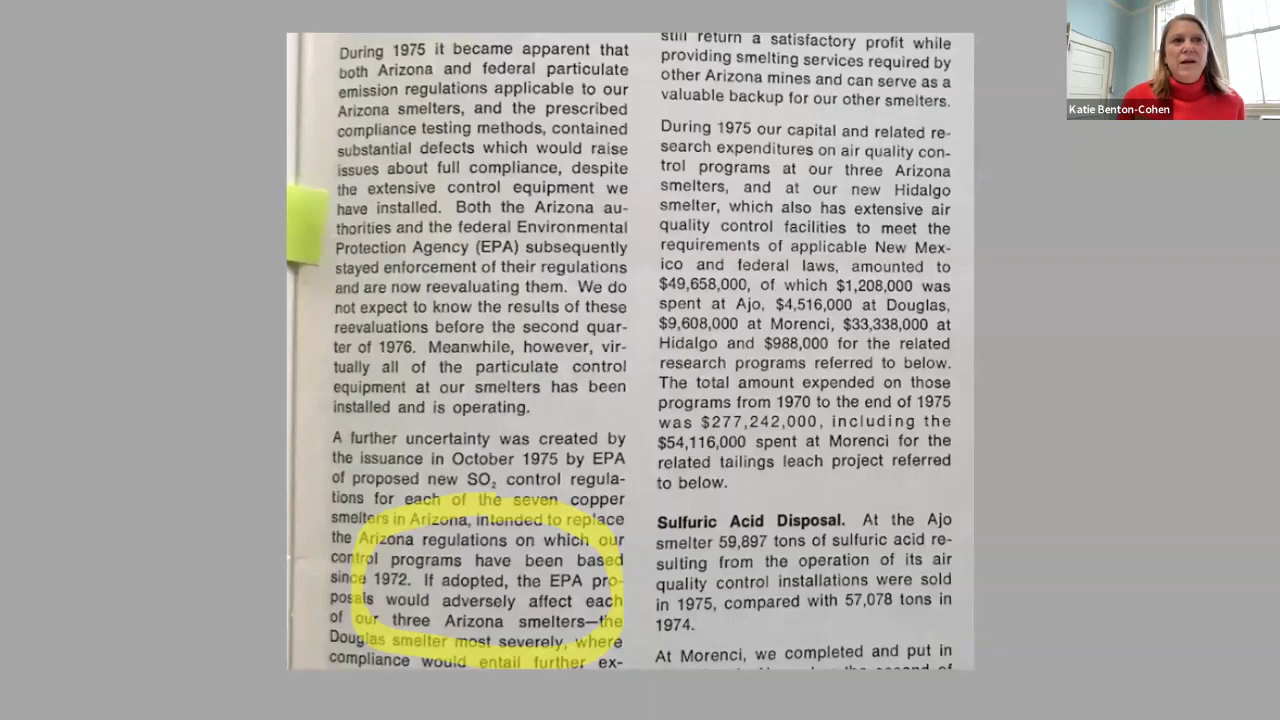 During 1975 it became apparent that
both Arizona and federal particulate
emission regulations applicable to our
Arizona smelters, and the prescribed
compliance testing methods, contained
substantial defects which would raise
issues about full compliance, despite
the extensive control equipment we
have installed. Both the Arizona au-
thorities and the federal Environmental
Protection Agency (EPA) subsequently
stayed enforcement of their regulations
and are now reevaluating them. We do
not expect to know the results of these
reevaluations before the second quar-
ter of 1976. Meanwhile, however, vir-
tually all of the particulate control
equipment at our smelters has been
installed and is operating.
A further uncertainty was created by
the issuance in October 1975 by EPA
of proposed new SO₂ control regula-
tions for each of the seven copper
smelters in Arizona, intended to replace
the Arizona regulations on which our
control programs have been based
since 1972. If adopted, the EPA pro-
posals would adversely affect each
of our three Arizona smelters—the
Douglas smelter most severely, where
compliance would entail further ex-
still return a satisfactory profit while
providing smelting services required by
other Arizona mines and can serve as a
valuable backup for our other smelters.
During 1975 our capital and related re-
search expenditures on air quality con-
trol programs at our three Arizona
smelters, and at our new Hidalgo
smelter, which also has extensive air
quality control facilities to meet the
requirements of applicable New Mex-
ico and federal laws, amounted to
$49,658,000, of which $1,208,000 was
spent at Ajo, $4,516,000 at Douglas,
$9,608,000 at Morenci, $33,338,000 at
Hidalgo and $988,000 for the related
research programs referred to below.
The total amount expended on those
programs from 1970 to the end of 1975
was $277,242,000, including the
$54,116,000 spent at Morenci for the
related tailings leach project referred
to below.
Sulfuric Acid Disposal. At the Ajo
smelter 59,897 tons of sulfuric acid re-
sulting from the operation of its air
quality control installations were sold
in 1975, compared with 57,078 tons in
1974.
At Morenci, we completed and put in
Katie Benton-Cohen